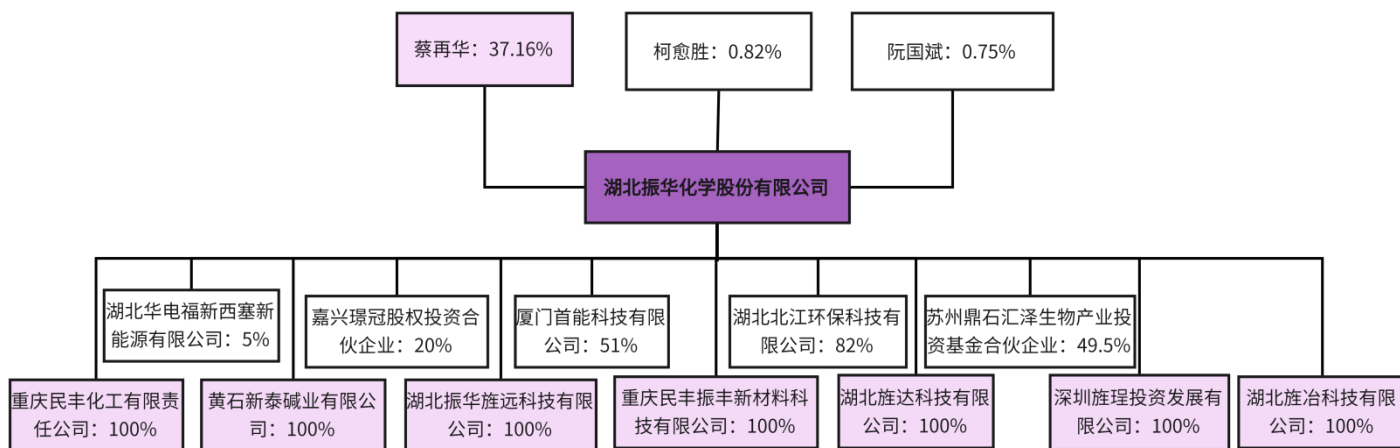 蔡再华：37.16%
柯愈胜：0.82%
阮国斌：0.75%
湖北振华化学股份有限公司
湖北华电福新西塞新
能源有限公司：5%
嘉兴璟冠股权投资合
伙企业：20%
厦门首能科技有限
公司：51%
湖北北江环保科技有
限公司：82%
苏州鼎石汇泽生物产业投
资基金合伙企业：49.5%
重庆民丰化工有限责
任公司：100%
黄石新泰碱业有限公
司：100%
湖北振华旌远科技有限
公司：100%
重庆民丰振丰新材料科
技有限公司：100%
湖北旌达科技有限
公司：100%
深圳旌珵投资发展有
限公司：100%
湖北旌冶科技有限
公司：100%